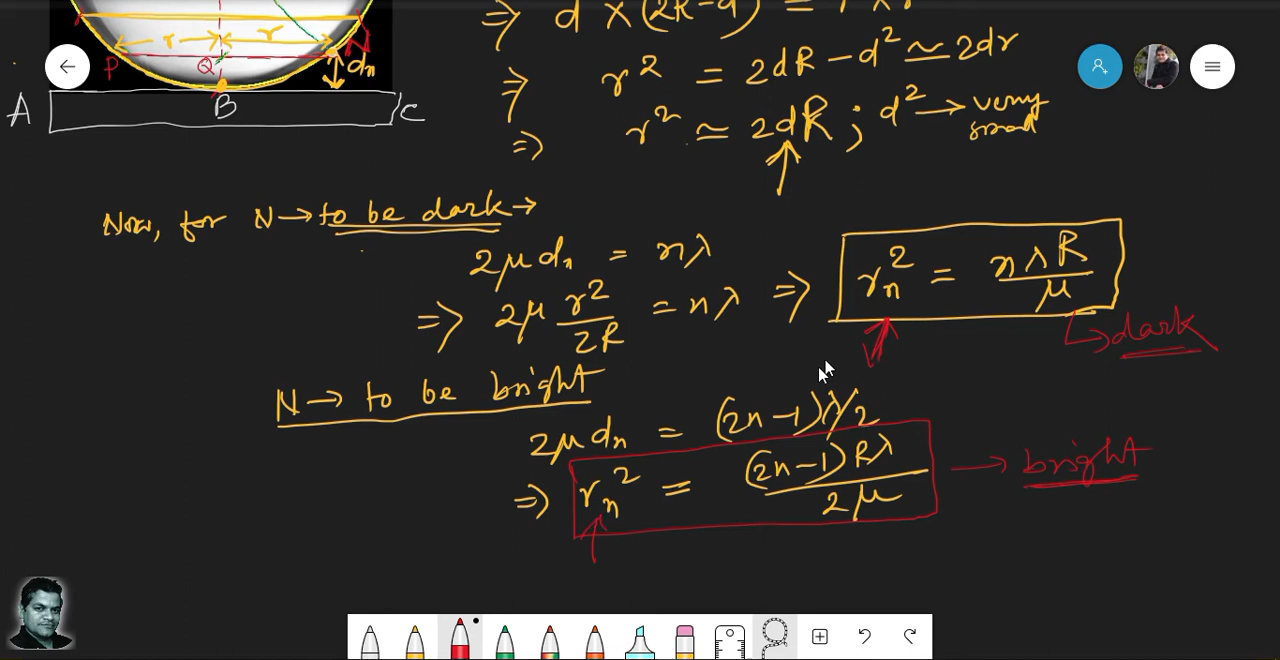 ⇒ d × (2R-d) = r × r
⇒ r² = 2dR - d² ≃ 2dr
⇒ r² ≃ 2dR ; d² → very small
r r
P Q N dn
A B C
Now, for N → to be dark →
2μdn = nλ
⇒ 2μ r²/2R = nλ ⇒ rn² = nλR/μ
↳ dark
N → to be bright
2μdn = (2n-1)λ/2
⇒ rn² = (2n-1)Rλ/2μ → bright